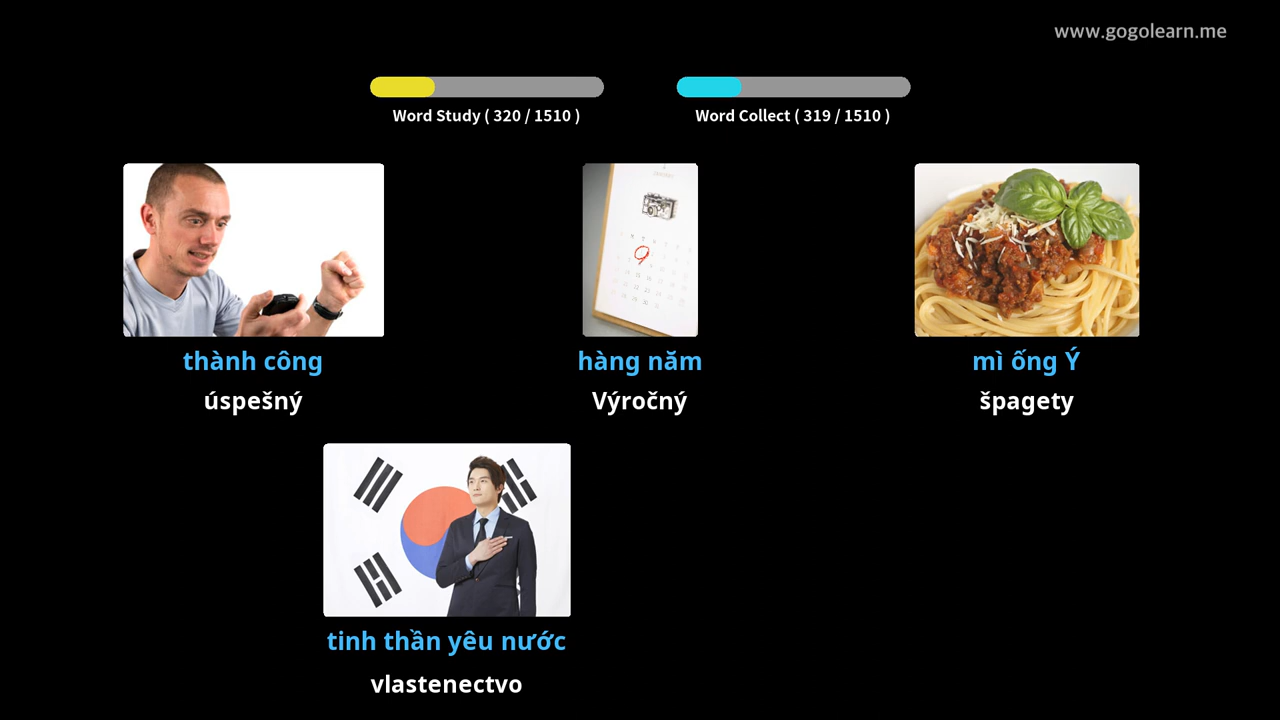 www.gogolearn.me
Word Study ( 320 / 1510 )
Word Collect ( 319 / 1510 )
thành công
hàng năm
mì ống Ý
úspešný
Výročný
špagety
tinh thần yêu nước
vlastenectvo